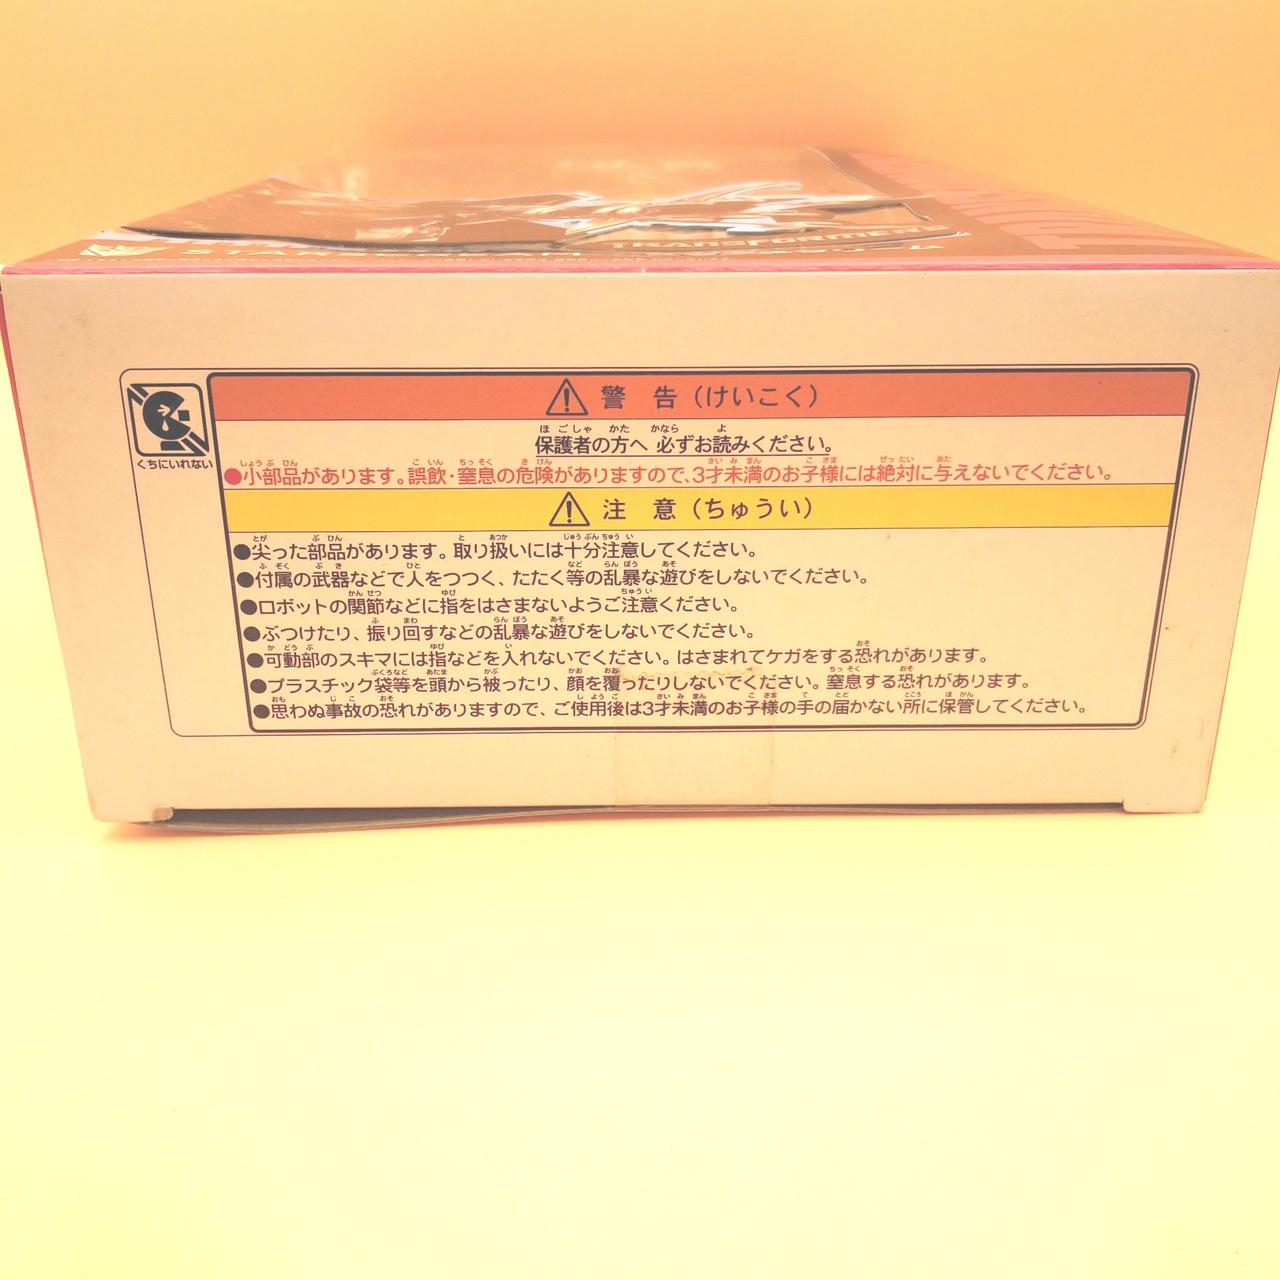 STARSCREAM
TRANSFORMERS
くちにいれない
警 告(けいこく)
保護者の方へ 必ずお読みください。
●小部品があります。誤飲・窒息の危険がありますので、3才未満のお子様には絶対に与えないでください。
注 意(ちゅうい)
●尖った部品があります。取り扱いには十分注意してください。
●付属の武器などで人をつつく、たたく等の乱暴な遊びをしないでください。
●ロボットの関節などに指をはさまないようご注意ください。
●ぶつけたり、振り回すなどの乱暴な遊びをしないでください。
●可動部のスキマには指などを入れないでください。はさまれてケガをする恐れがあります。
●プラスチック袋等を頭から被ったり、顔を覆ったりしないでください。窒息する恐れがあります。
●思わぬ事故の恐れがありますので、ご使用後は3才未満のお子様の手の届かない所に保管してください。